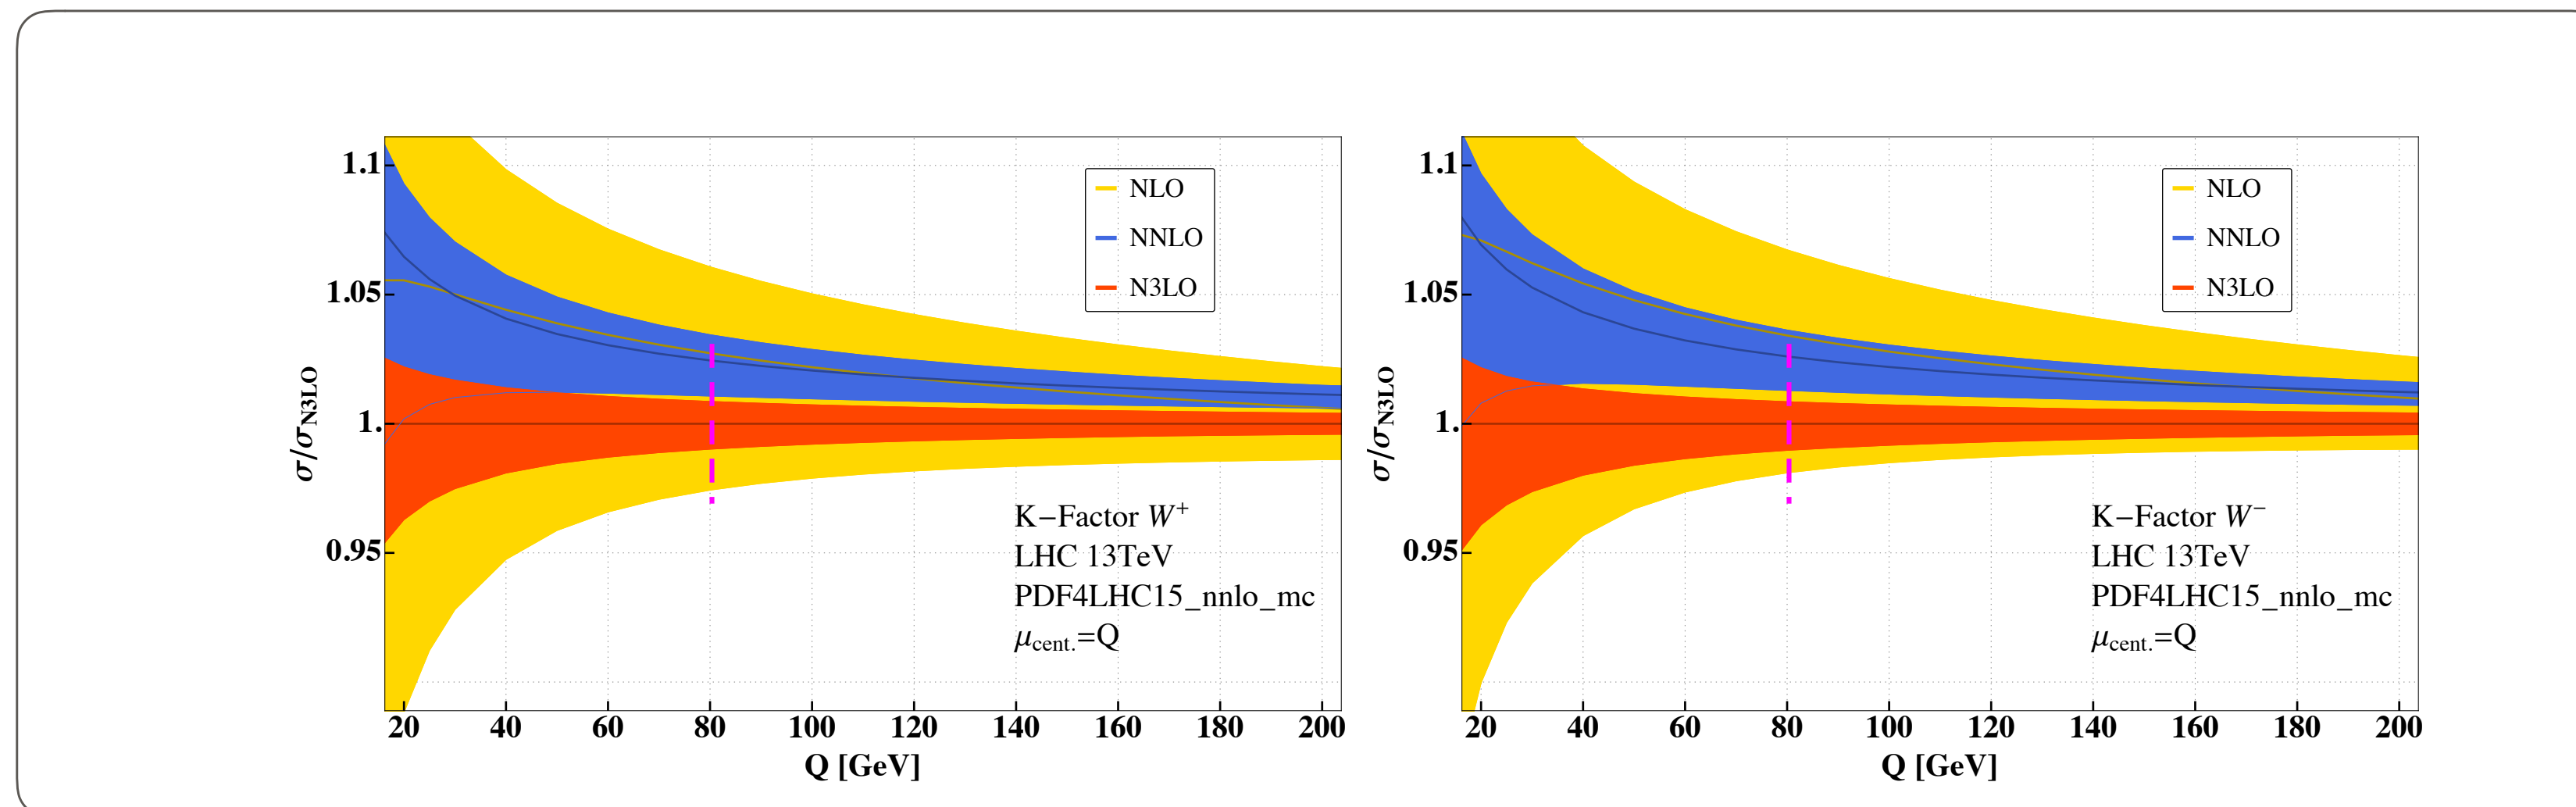 1.1
1.05
1.
0.95
σ/σN3LO
NLO
NNLO
N3LO
K−Factor W⁺
LHC 13TeV
PDF4LHC15_nnlo_mc
μcent.=Q
20 40 60 80 100 120 140 160 180 200
Q [GeV]
1.1
1.05
1.
0.95
σ/σN3LO
NLO
NNLO
N3LO
K−Factor W⁻
LHC 13TeV
PDF4LHC15_nnlo_mc
μcent.=Q
20 40 60 80 100 120 140 160 180 200
Q [GeV]